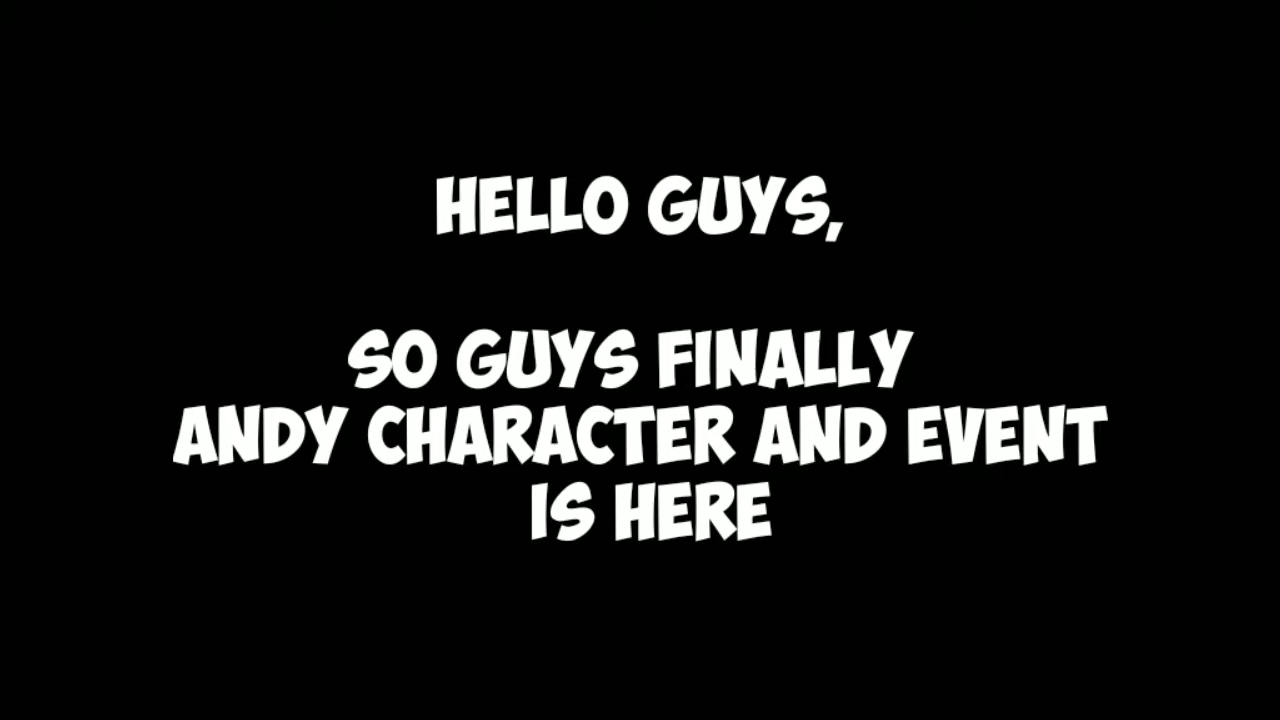 HELLO GUYS,
SO GUYS FINALLY
ANDY CHARACTER AND EVENT
IS HERE